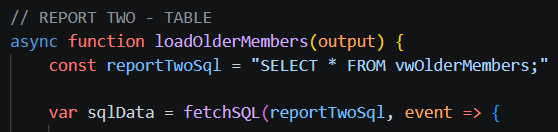 // REPORT TWO - TABLE
async function loadOlderMembers(output) {
    const reportTwoSql = "SELECT * FROM vwOlderMembers;"
    var sqlData = fetchSQL(reportTwoSql, event => {